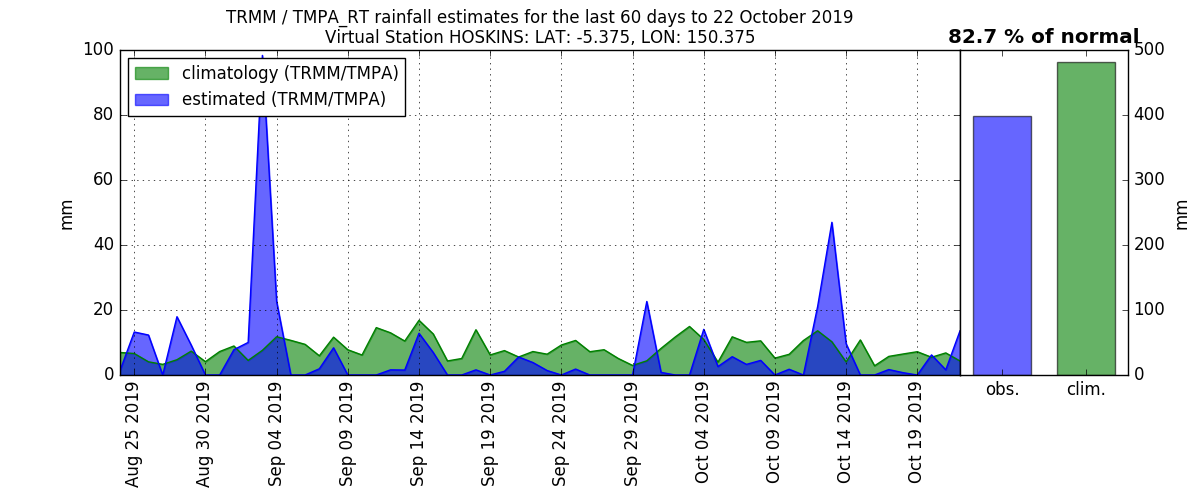 TRMM / TMPA_RT rainfall estimates for the last 60 days to 22 October 2019
Virtual Station HOSKINS: LAT: -5.375, LON: 150.375
82.7 % of normal
climatology (TRMM/TMPA)
estimated (TRMM/TMPA)
100
80
60
40
20
0
mm
500
400
300
200
100
0
mm
Aug 25 2019
Aug 30 2019
Sep 04 2019
Sep 09 2019
Sep 14 2019
Sep 19 2019
Sep 24 2019
Sep 29 2019
Oct 04 2019
Oct 09 2019
Oct 14 2019
Oct 19 2019
obs.
clim.